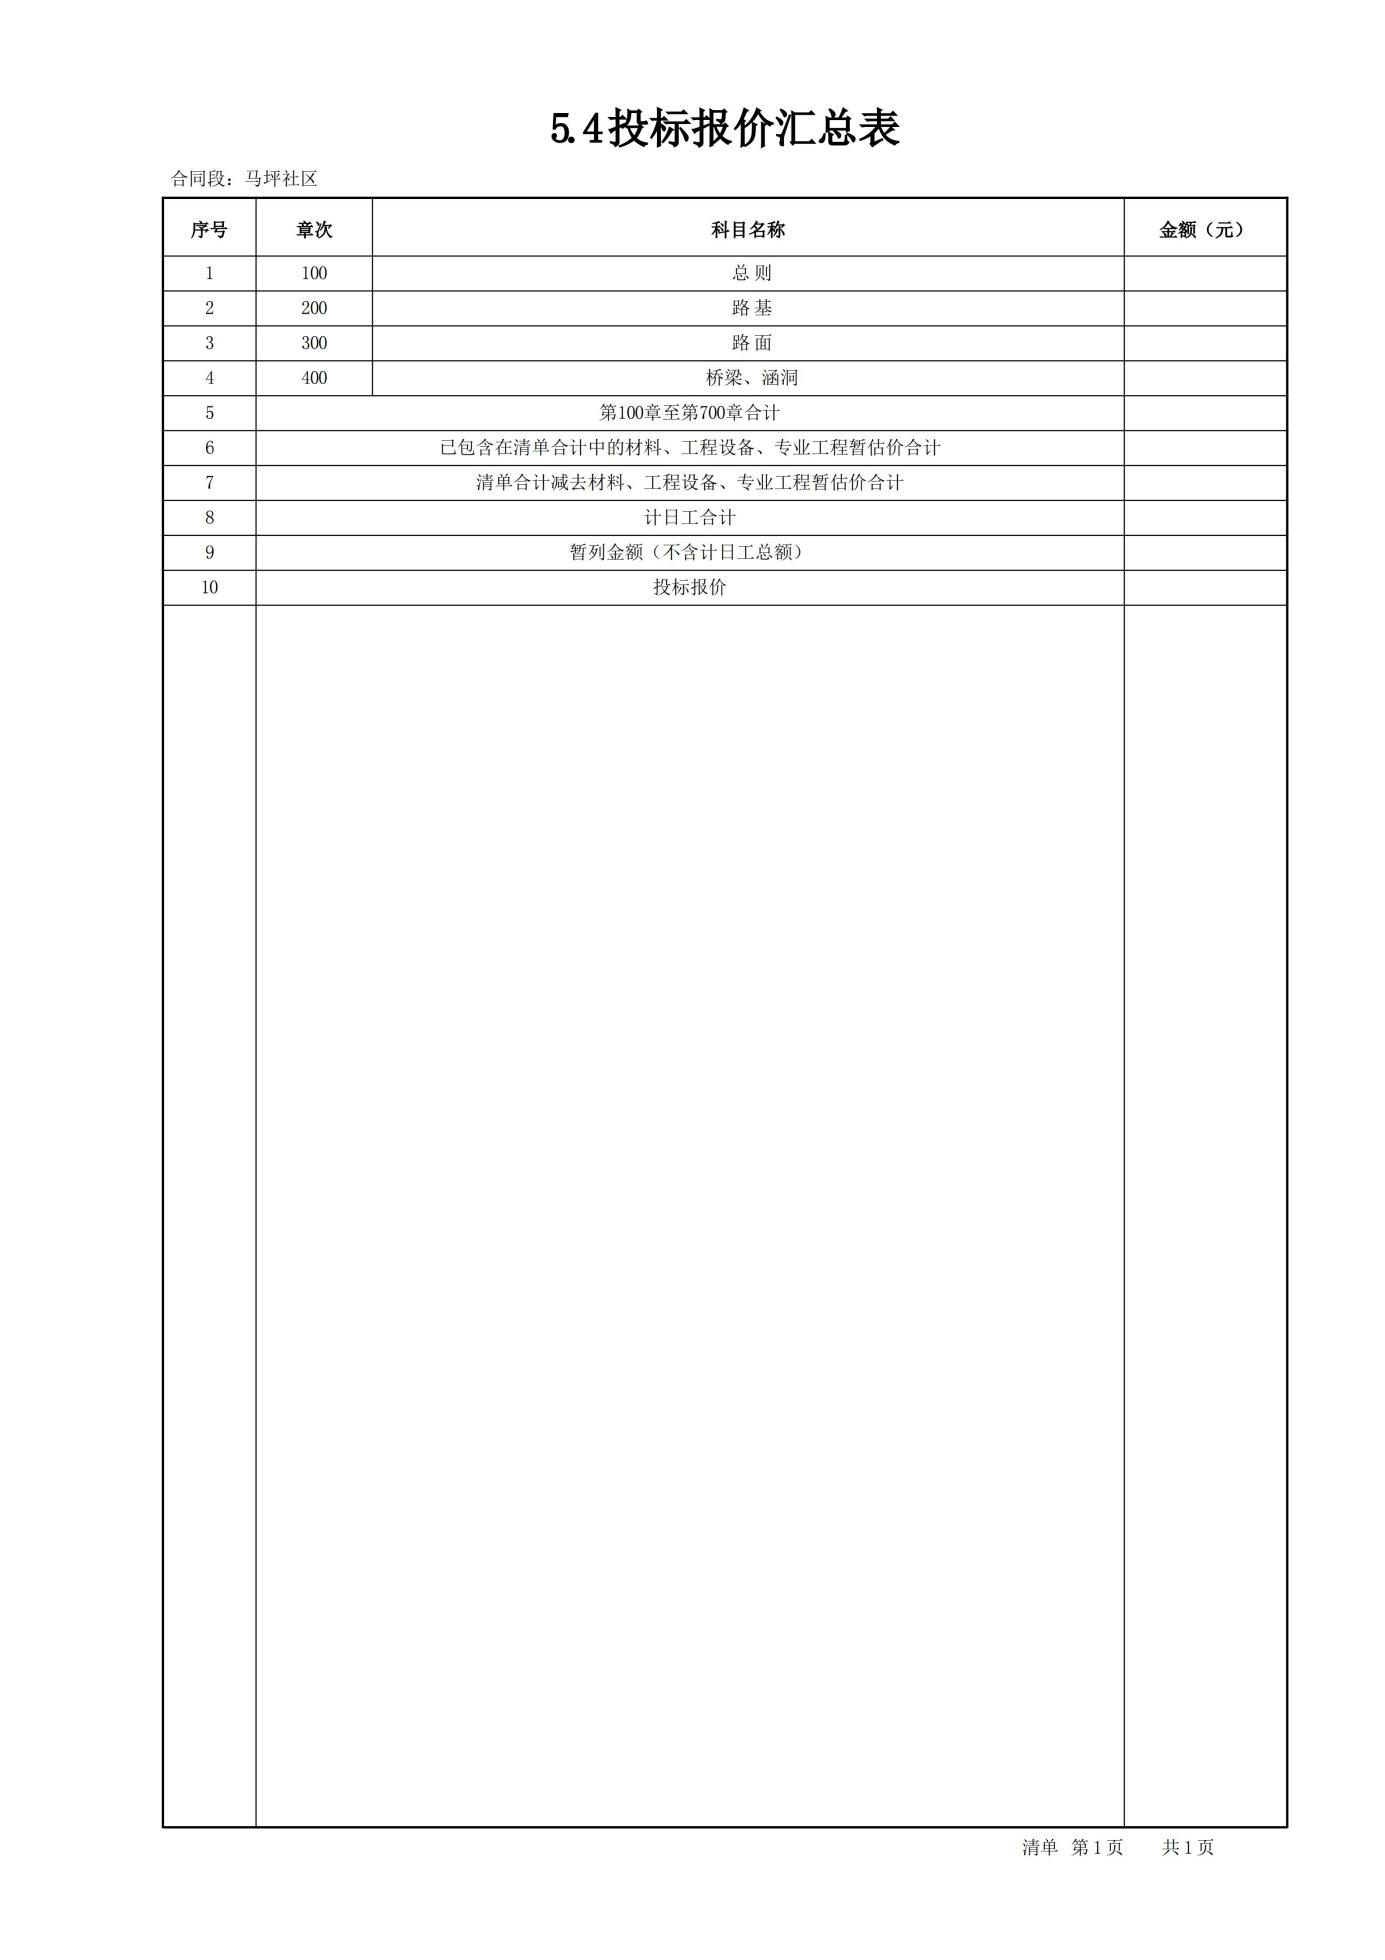 5.4投标报价汇总表
合同段：马坪社区
序号 章次 科目名称 金额（元）
1 100 总 则
2 200 路 基
3 300 路 面
4 400 桥梁、涵洞
5 第100章至第700章合计
6 已包含在清单合计中的材料、工程设备、专业工程暂估价合计
7 清单合计减去材料、工程设备、专业工程暂估价合计
8 计日工合计
9 暂列金额（不含计日工总额）
10 投标报价
清单 第1页 共1页